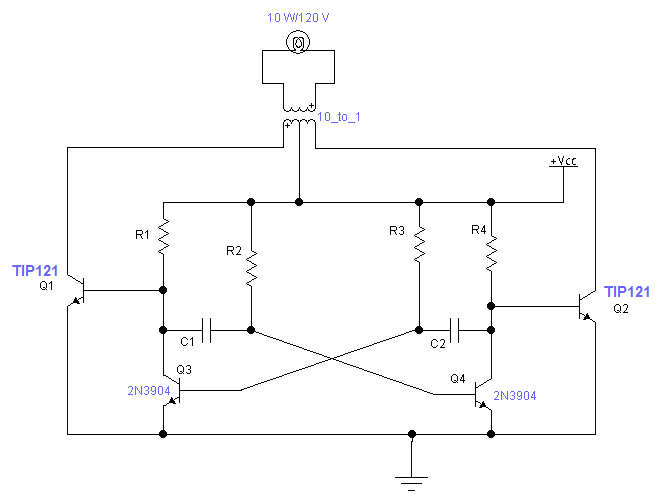 10 W/120 V
10_to_1
+Vcc
R1
R2
R3
R4
TIP121
Q1
TIP121
Q2
C1
C2
Q3
2N3904
Q4
2N3904